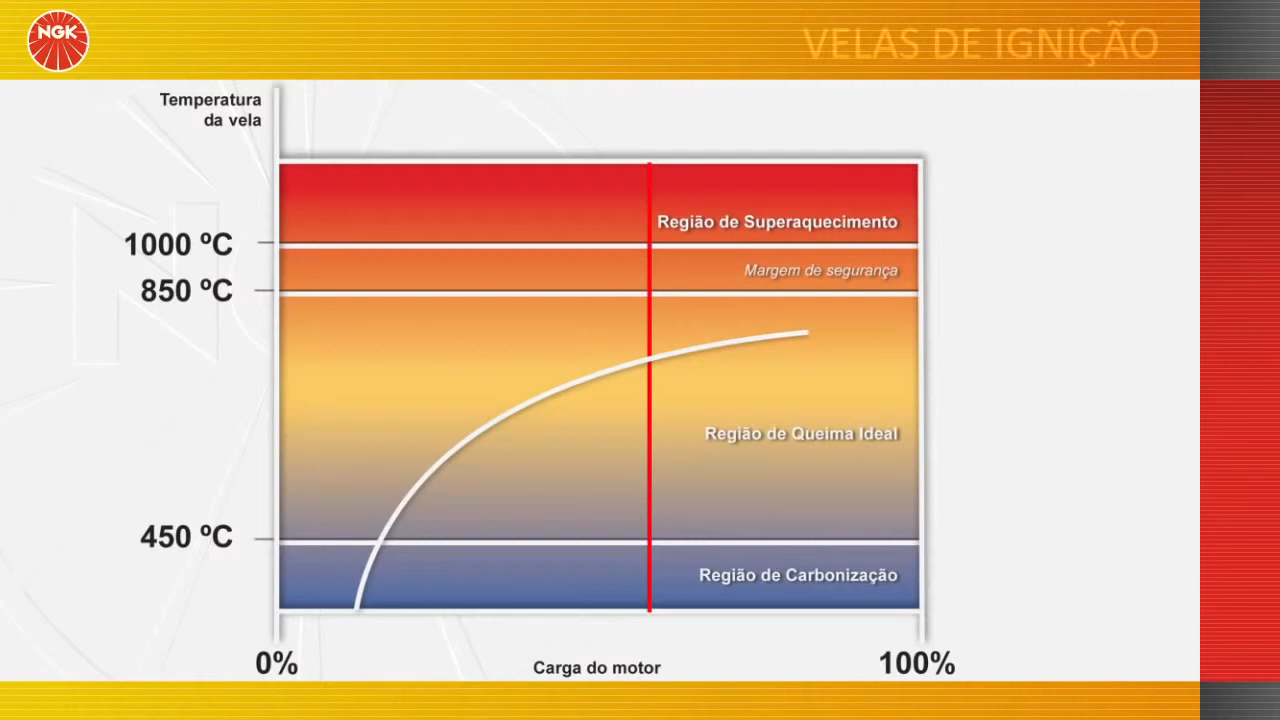 NGK
VELAS DE IGNIÇÃO
Temperatura
da vela
Região de Superaquecimento
1000 ºC
Margem de segurança
850 ºC
Região de Queima Ideal
450 ºC
Região de Carbonização
0%
Carga do motor
100%